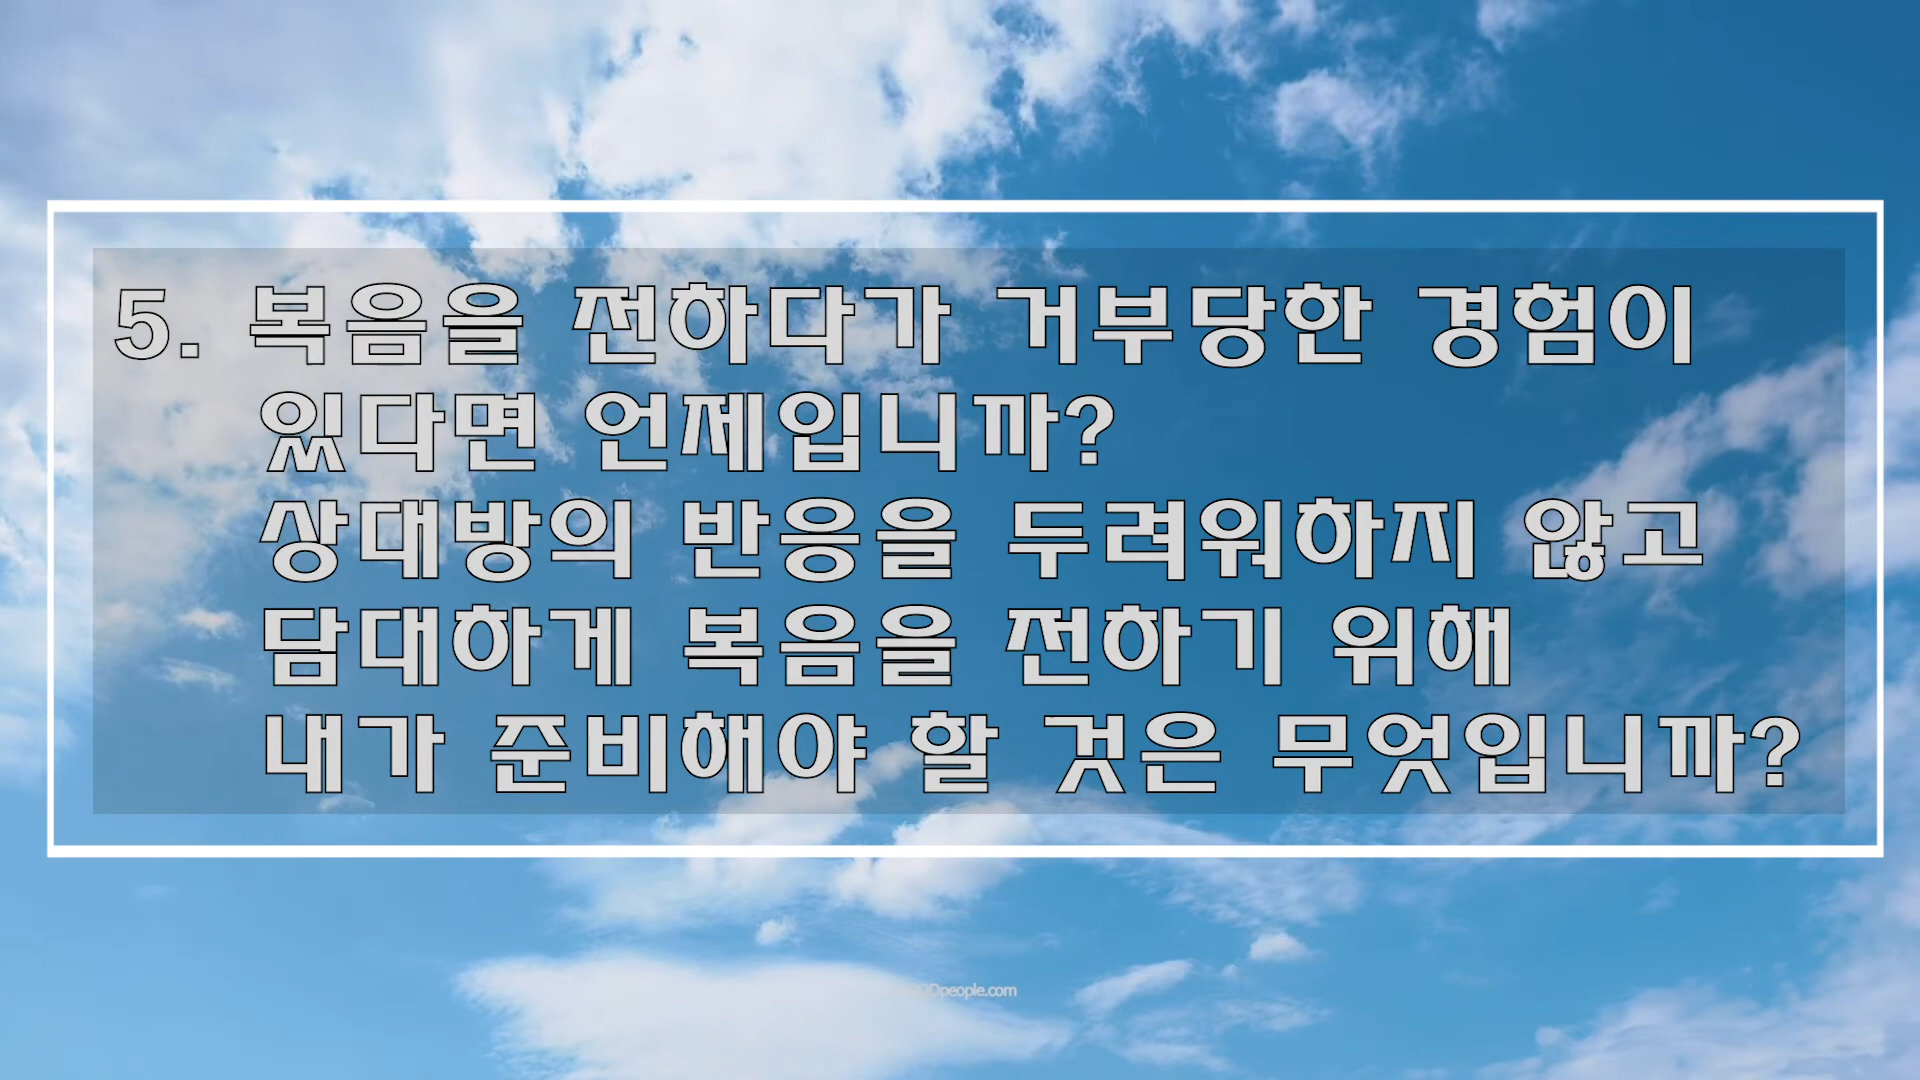 5. 복음을 전하다가 거부당한 경험이
있다면 언제입니까?
상대방의 반응을 두려워하지 않고
담대하게 복음을 전하기 위해
내가 준비해야 할 것은 무엇입니까?